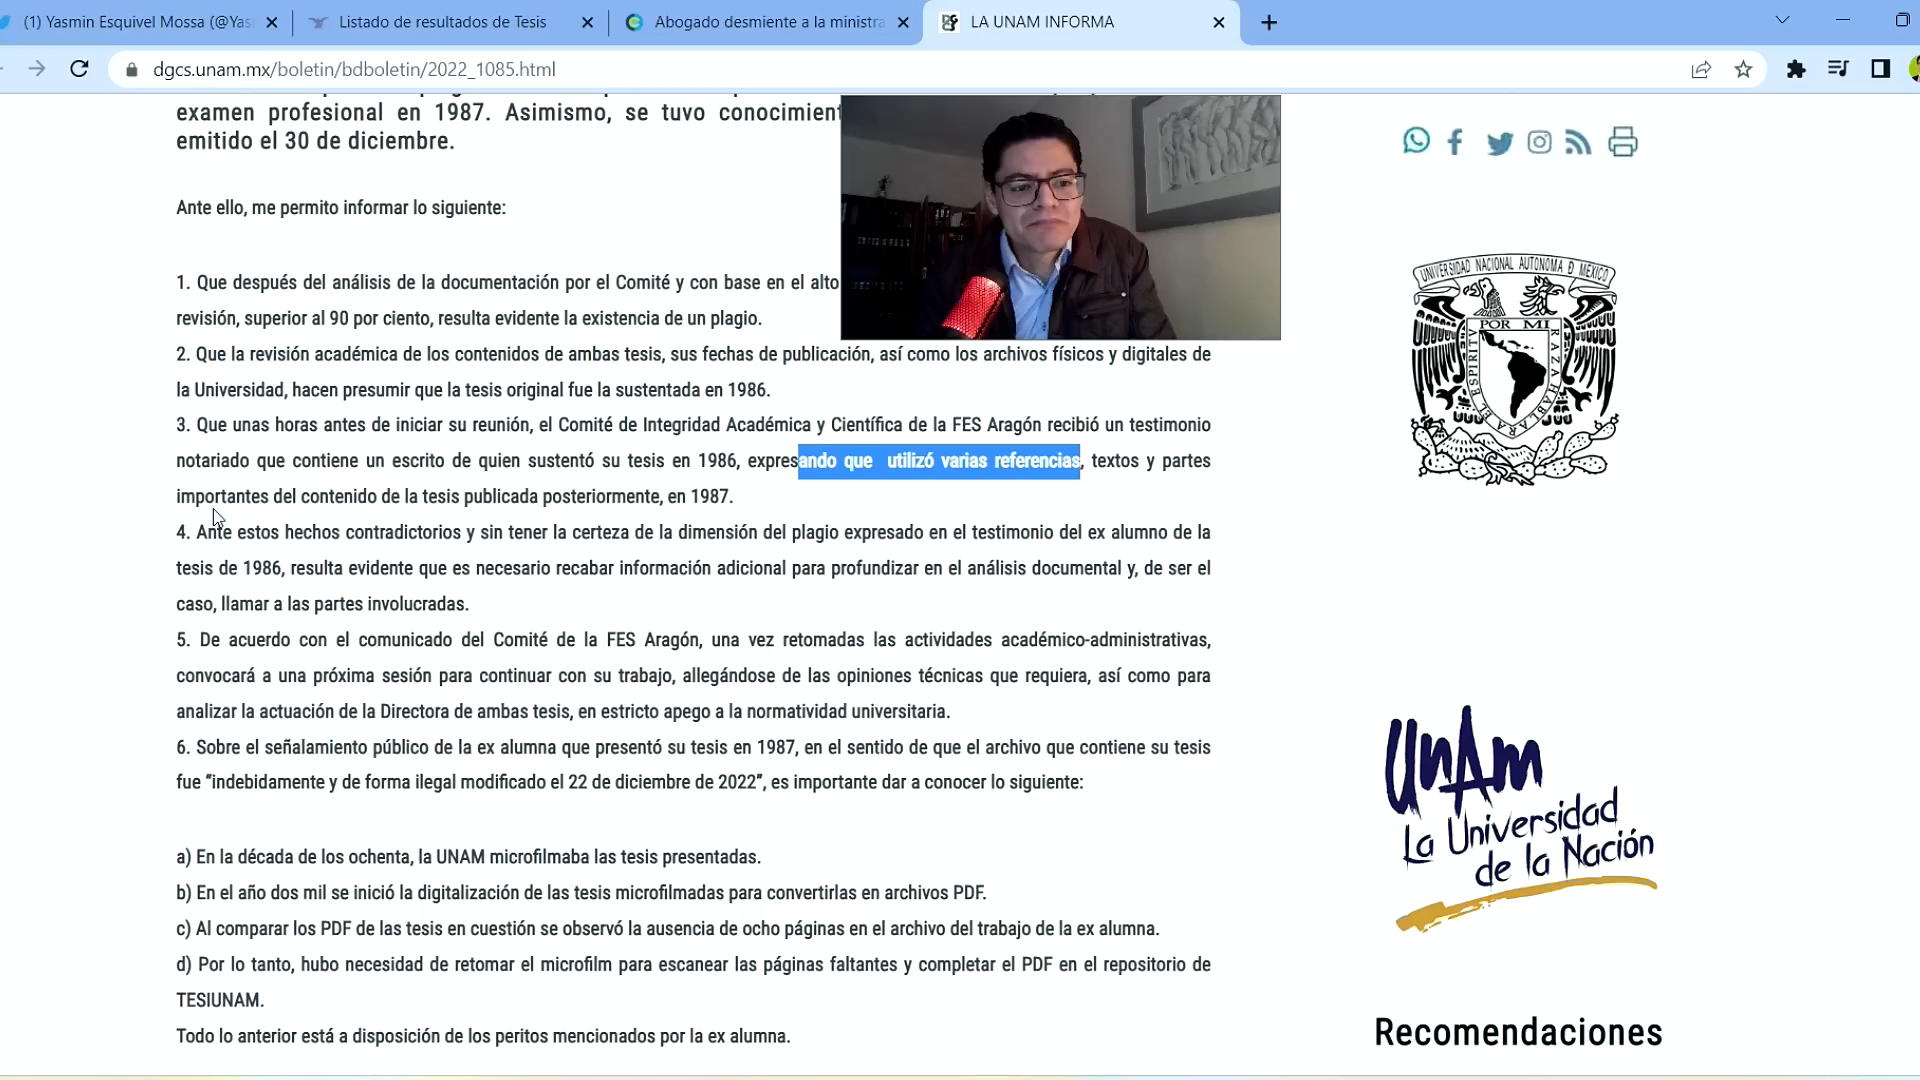 (1) Yasmin Esquivel Mossa (@Yas
Listado de resultados de Tesis
Abogado desmiente a la ministra
LA UNAM INFORMA
dgcs.unam.mx/boletin/bdboletin/2022_1085.html
examen profesional en 1987. Asimismo, se tuvo conocimient
emitido el 30 de diciembre.
Ante ello, me permito informar lo siguiente:
1. Que después del análisis de la documentación por el Comité y con base en el alto
revisión, superior al 90 por ciento, resulta evidente la existencia de un plagio.
2. Que la revisión académica de los contenidos de ambas tesis, sus fechas de publicación, así como los archivos físicos y digitales de
la Universidad, hacen presumir que la tesis original fue la sustentada en 1986.
3. Que unas horas antes de iniciar su reunión, el Comité de Integridad Académica y Científica de la FES Aragón recibió un testimonio
notariado que contiene un escrito de quien sustentó su tesis en 1986, expresando que utilizó varias referencias, textos y partes
importantes del contenido de la tesis publicada posteriormente, en 1987.
4. Ante estos hechos contradictorios y sin tener la certeza de la dimensión del plagio expresado en el testimonio del ex alumno de la
tesis de 1986, resulta evidente que es necesario recabar información adicional para profundizar en el análisis documental y, de ser el
caso, llamar a las partes involucradas.
5. De acuerdo con el comunicado del Comité de la FES Aragón, una vez retomadas las actividades académico-administrativas,
convocará a una próxima sesión para continuar con su trabajo, allegándose de las opiniones técnicas que requiera, así como para
analizar la actuación de la Directora de ambas tesis, en estricto apego a la normatividad universitaria.
6. Sobre el señalamiento público de la ex alumna que presentó su tesis en 1987, en el sentido de que el archivo que contiene su tesis
fue “indebidamente y de forma ilegal modificado el 22 de diciembre de 2022”, es importante dar a conocer lo siguiente:
a) En la década de los ochenta, la UNAM microfilmaba las tesis presentadas.
b) En el año dos mil se inició la digitalización de las tesis microfilmadas para convertirlas en archivos PDF.
c) Al comparar los PDF de las tesis en cuestión se observó la ausencia de ocho páginas en el archivo del trabajo de la ex alumna.
d) Por lo tanto, hubo necesidad de retomar el microfilm para escanear las páginas faltantes y completar el PDF en el repositorio de
TESIUNAM.
Todo lo anterior está a disposición de los peritos mencionados por la ex alumna.
UNIVERSIDAD NACIONAL AUTONOMA D MEXICO
POR MI
RAZA HABLARA
EL ESPIRITV
UnAm
La Universidad
de la Nación
Recomendaciones